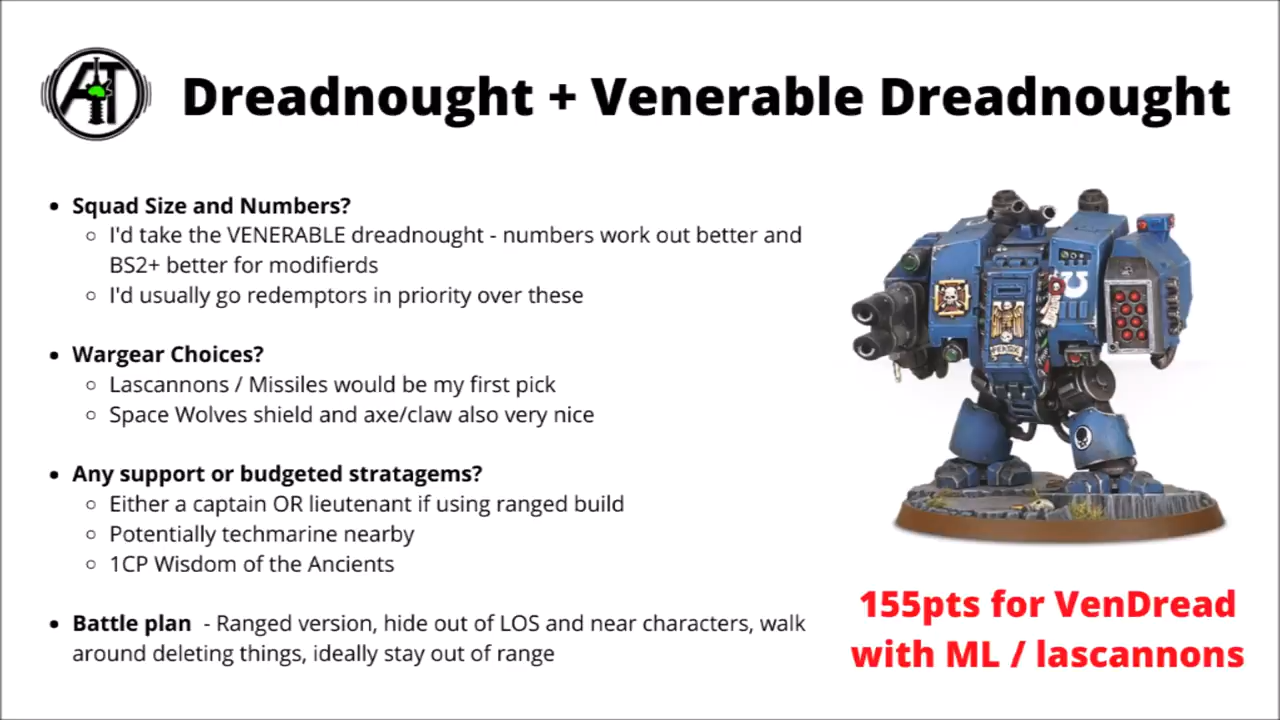 AT
Dreadnought + Venerable Dreadnought
• Squad Size and Numbers?
○ I'd take the VENERABLE dreadnought - numbers work out better and
BS2+ better for modifierds
○ I'd usually go redemptors in priority over these
• Wargear Choices?
○ Lascannons / Missiles would be my first pick
○ Space Wolves shield and axe/claw also very nice
• Any support or budgeted stratagems?
○ Either a captain OR lieutenant if using ranged build
○ Potentially techmarine nearby
○ 1CP Wisdom of the Ancients
• Battle plan - Ranged version, hide out of LOS and near characters, walk
around deleting things, ideally stay out of range
155pts for VenDread
with ML / lascannons